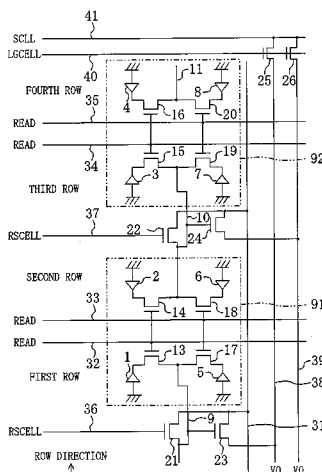 41
SCLL
LGCELL
40
11
25
26
FOURTH ROW
4
8
35
16
20
READ
READ
15
19
92
34
3
7
THIRD ROW
37
10
RSCELL
22
24
SECOND ROW
2
6
33
14
18
91
READ
READ
39
32
1
13
17
38
FIRST ROW
5
36
9
31
RSCELL
21
23
ROW DIRECTION
VO VO